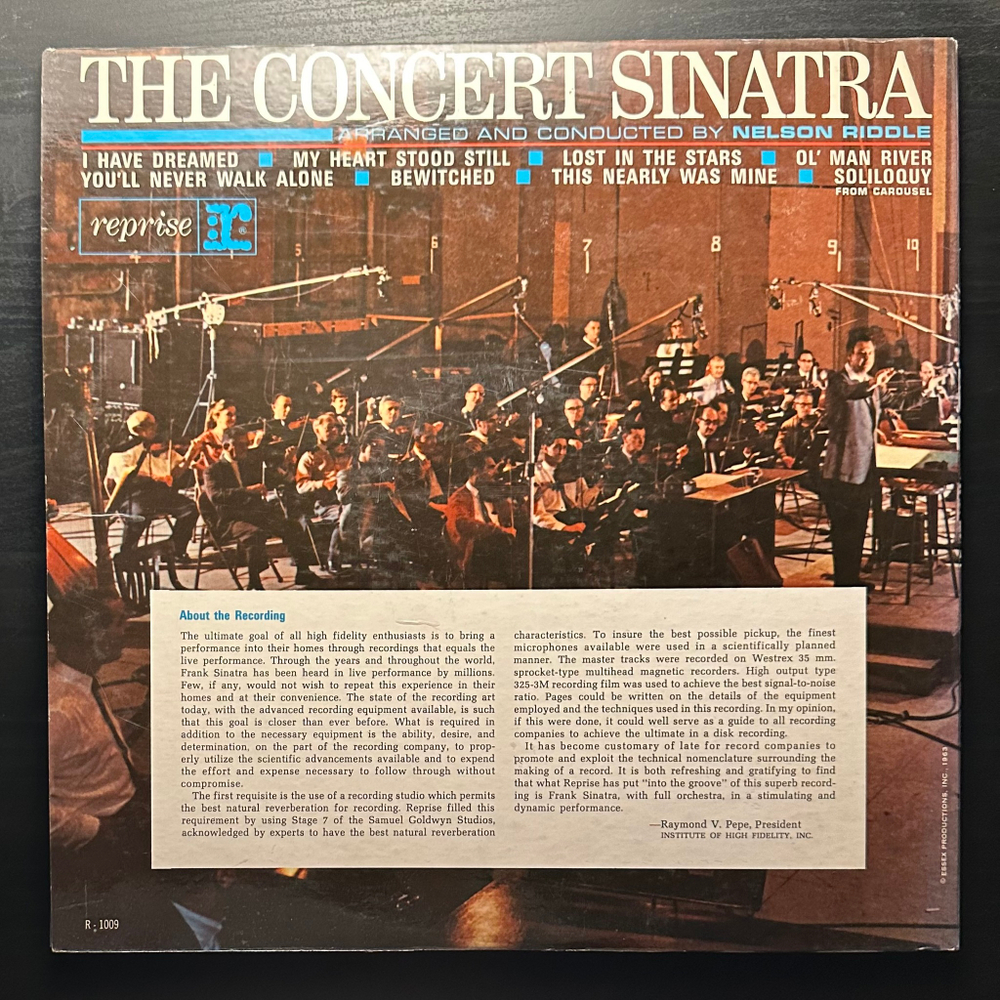 THE CONCERT SINATRA
ARRANGED AND CONDUCTED BY NELSON RIDDLE
I HAVE DREAMED ■ MY HEART STOOD STILL ■ LOST IN THE STARS ■ OL' MAN RIVER
YOU'LL NEVER WALK ALONE ■ BEWITCHED ■ THIS NEARLY WAS MINE ■ SOLILOQUY
FROM CAROUSEL
reprise r: ®
4 5 6 7 8 9 10
About the Recording
The ultimate goal of all high fidelity enthusiasts is to bring a
performance into their homes through recordings that equals the
live performance. Through the years and throughout the world,
Frank Sinatra has been heard in live performance by millions.
Few, if any, would not wish to repeat this experience in their
homes and at their convenience. The state of the recording art
today, with the advanced recording equipment available, is such
that this goal is closer than ever before. What is required in
addition to the necessary equipment is the ability, desire, and
determination, on the part of the recording company, to prop-
erly utilize the scientific advancements available and to expend
the effort and expense necessary to follow through without
compromise.
The first requisite is the use of a recording studio which permits
the best natural reverberation for recording. Reprise filled this
requirement by using Stage 7 of the Samuel Goldwyn Studios,
acknowledged by experts to have the best natural reverberation
characteristics. To insure the best possible pickup, the finest
microphones available were used in a scientifically planned
manner. The master tracks were recorded on Westrex 35 mm.
sprocket-type multihead magnetic recorders. High output type
325-3M recording film was used to achieve the best signal-to-noise
ratio. Pages could be written on the details of the equipment
employed and the techniques used in this recording. In my opinion,
if this were done, it could well serve as a guide to all recording
companies to achieve the ultimate in a disk recording.
It has become customary of late for record companies to
promote and exploit the technical nomenclature surrounding the
making of a record. It is both refreshing and gratifying to find
that what Reprise has put "into the groove" of this superb record-
ing is Frank Sinatra, with full orchestra, in a stimulating and
dynamic performance.
—Raymond V. Pepe, President
INSTITUTE OF HIGH FIDELITY, INC.
© ESSEX PRODUCTIONS, INC., 1963
R - 1009